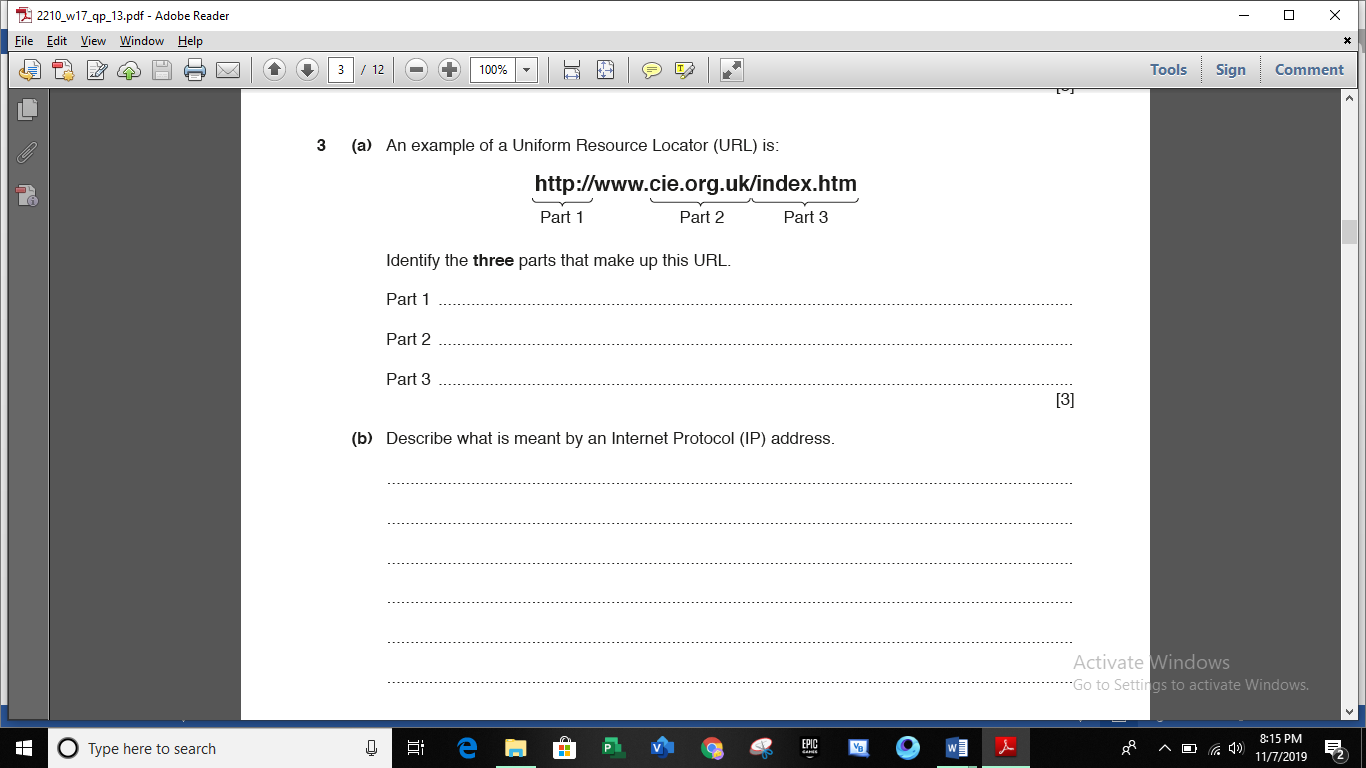 2210_w17_qp_13.pdf - Adobe Reader
File Edit View Window Help
3 / 12 100% Tools Sign Comment
[3]
3 (a) An example of a Uniform Resource Locator (URL) is:
http://www.cie.org.uk/index.htm
Part 1 Part 2 Part 3
Identify the three parts that make up this URL.
Part 1 ........................................................................
Part 2 ........................................................................
Part 3 ........................................................................
[3]
(b) Describe what is meant by an Internet Protocol (IP) address.
Activate Windows
Go to Settings to activate Windows.
Type here to search
EPIC
GAMES
8:15 PM
11/7/2019
2